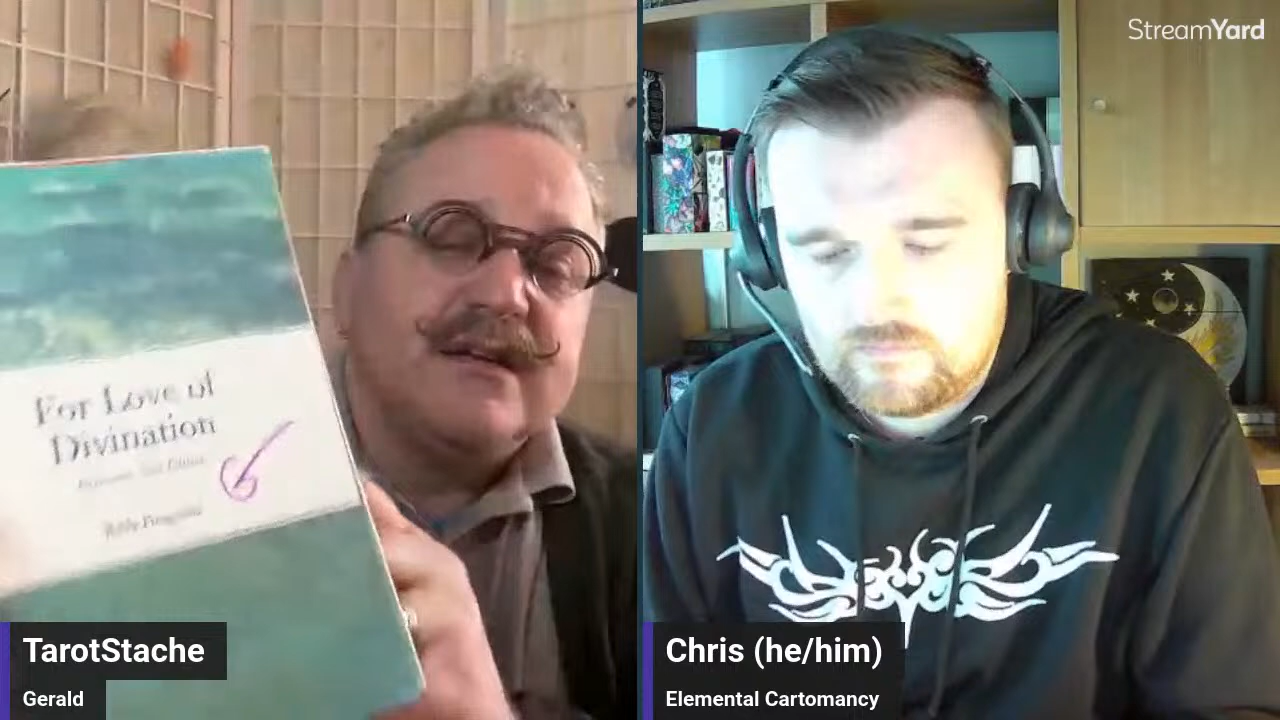 StreamYard
For Love of
Divination
TarotStache
Gerald
Chris (he/him)
Elemental Cartomancy